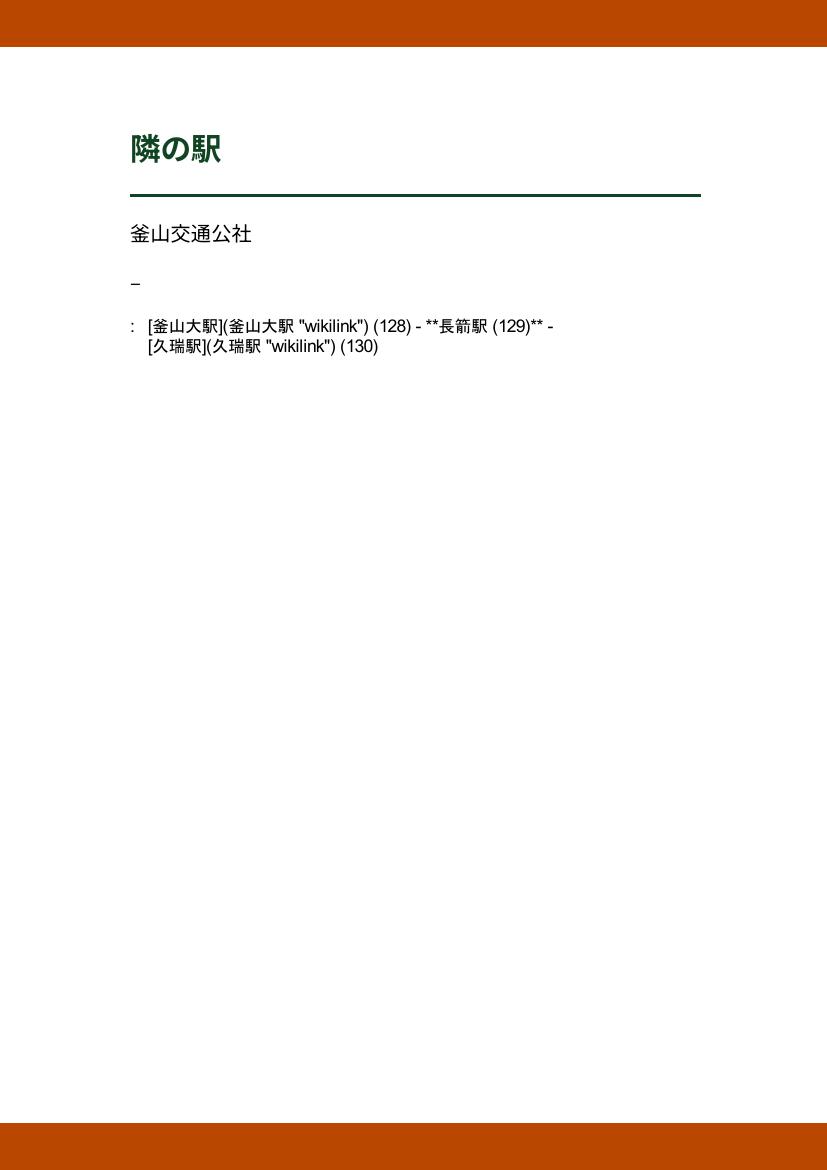 隣の駅
釜山交通公社
–
: [釜山大駅](釜山大駅 "wikilink") (128) - **長箭駅 (129)** -
[久瑞駅](久瑞駅 "wikilink") (130)